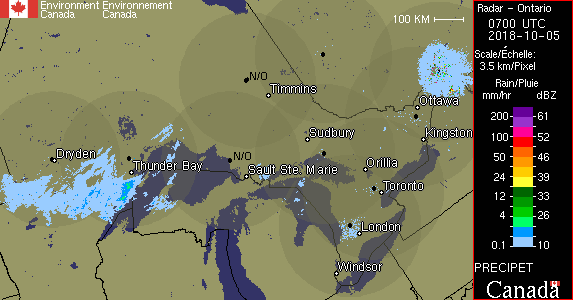 Environment Environnement
Canada Canada
100 KM
N/O
Timmins
Ottawa
Sudbury
Kingston
Dryden
Thunder Bay
N/O
Sault Ste. Marie
Orillia
Toronto
London
Windsor
Radar - Ontario
0700 UTC
2018-10-05
Scale/Échelle:
3.5 km/Pixel
Rain/Pluie
mm/hr dBZ
200 61
100 52
50 46
24 39
12 33
4 26
0.1 10
PRECIPET
Canada